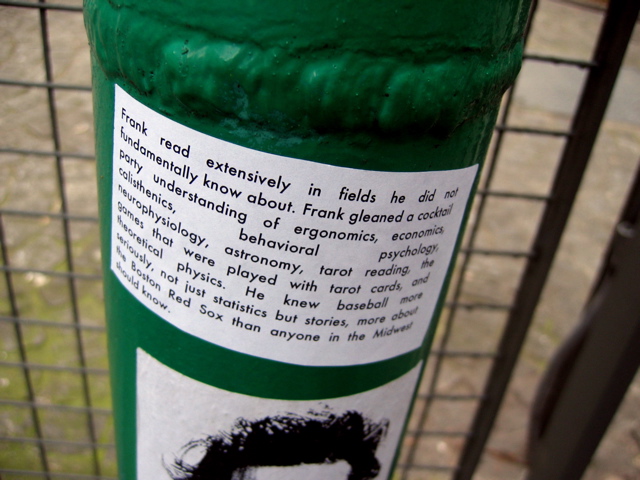 Frank read extensively in fields he did not
fundamentally know about. Frank gleaned a cocktail
party understanding of ergonomics, economics,
calisthenics, behavioral psychology,
neurophysiology, astronomy, tarot reading, the
games that were played with tarot cards, and
theoretical physics. He knew baseball more
seriously, not just statistics but stories, more about
the Boston Red Sox than anyone in the Midwest
should know.